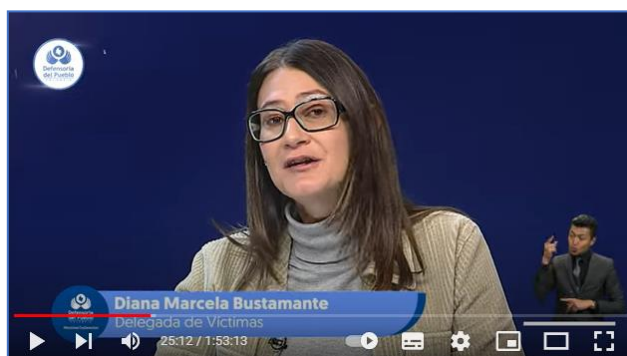 Defensoría
del Pueblo
Diana Marcela Bustamante
Delegada de Víctimas
25:12 / 1:53:13